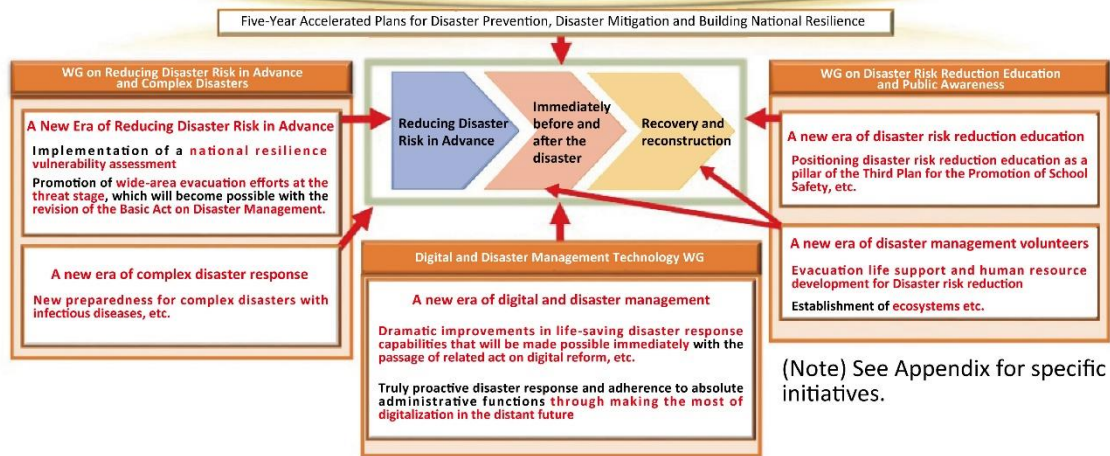 Five-Year Accelerated Plans for Disaster Prevention, Disaster Mitigation and Building National Resilience
WG on Reducing Disaster Risk in Advance
and Complex Disasters
A New Era of Reducing Disaster Risk in Advance
Implementation of a national resilience
vulnerability assessment
Promotion of wide-area evacuation efforts at the
threat stage, which will become possible with the
revision of the Basic Act on Disaster Management.
A new era of complex disaster response
New preparedness for complex disasters with
infectious diseases, etc.
Reducing Disaster
Risk in Advance
Immediately
before and
after the
disaster
Recovery and
reconstruction
Digital and Disaster Management Technology WG
A new era of digital and disaster management
Dramatic improvements in life-saving disaster response
capabilities that will be made possible immediately with the
passage of related act on digital reform, etc.
Truly proactive disaster response and adherence to absolute
administrative functions through making the most of
digitalization in the distant future
WG on Disaster Risk Reduction Education
and Public Awareness
A new era of disaster risk reduction education
Positioning disaster risk reduction education as a
pillar of the Third Plan for the Promotion of School
Safety, etc.
A new era of disaster management volunteers
Evacuation life support and human resource
development for Disaster risk reduction
Establishment of ecosystems etc.
(Note) See Appendix for specific
initiatives.